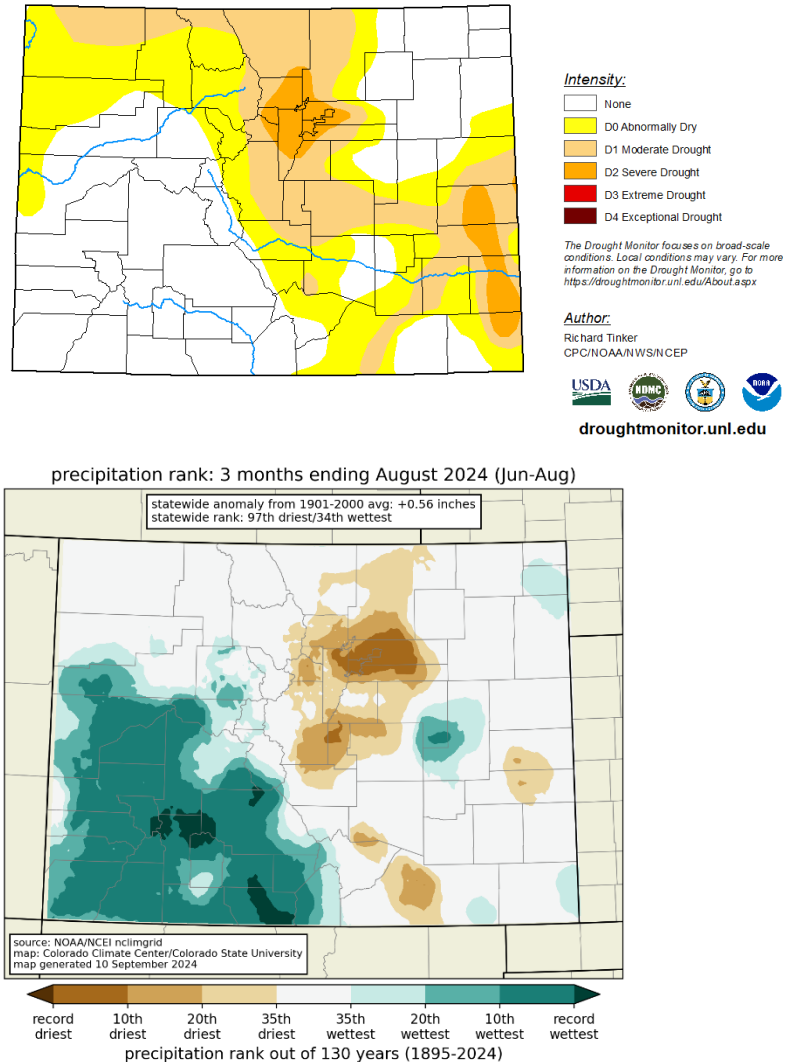 Intensity:
None
D0 Abnormally Dry
D1 Moderate Drought
D2 Severe Drought
D3 Extreme Drought
D4 Exceptional Drought
The Drought Monitor focuses on broad-scale
conditions. Local conditions may vary. For more
information on the Drought Monitor, go to
https://droughtmonitor.unl.edu/About.aspx
Author:
Richard Tinker
CPC/NOAA/NWS/NCEP
USDA
NDMC
NOAA
droughtmonitor.unl.edu
precipitation rank: 3 months ending August 2024 (Jun-Aug)
statewide anomaly from 1901-2000 avg: +0.56 inches
statewide rank: 97th driest/34th wettest
source: NOAA/NCEI nclimgrid
map: Colorado Climate Center/Colorado State University
map generated 10 September 2024
record driest
10th driest
20th driest
35th driest
35th wettest
20th wettest
10th wettest
record wettest
precipitation rank out of 130 years (1895-2024)